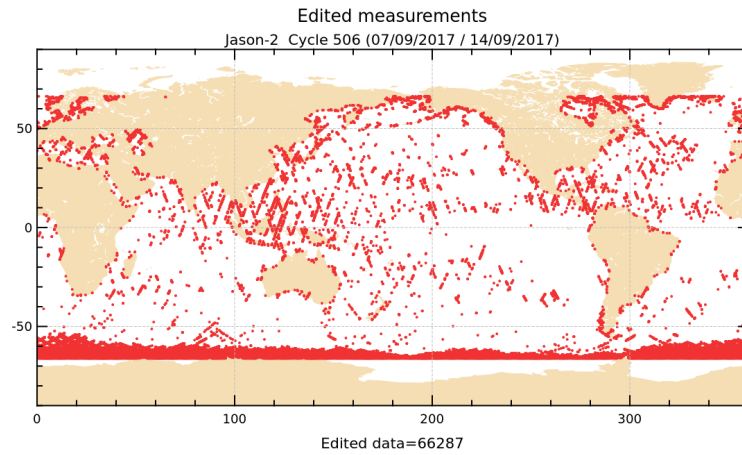 Edited measurements
Jason-2 Cycle 506 (07/09/2017 / 14/09/2017)
50
0
-50
0 100 200 300
Edited data=66287